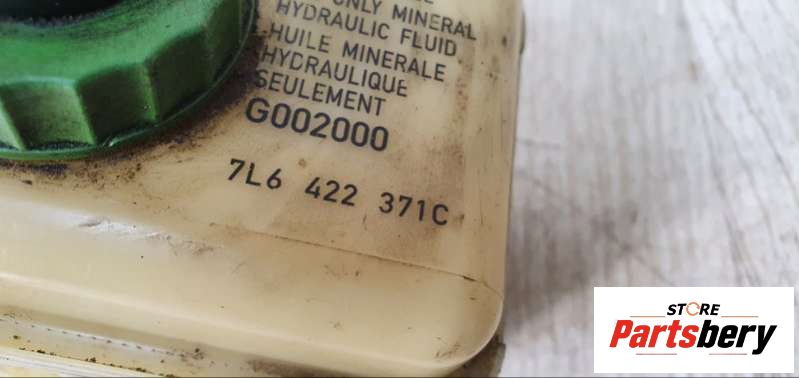 ONLY MINERAL
HYDRAULIC FLUID
HUILE MINERALE
HYDRAULIQUE
SEULEMENT
G002000
7L6 422 371C
STORE
Partsbery